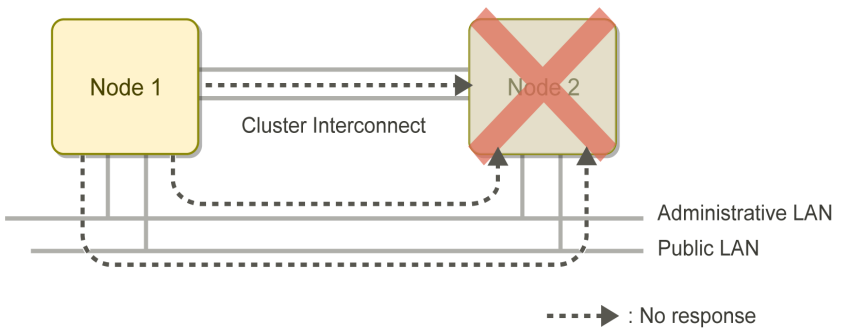 Node 1
Node 2
Cluster Interconnect
Administrative LAN
Public LAN
: No response